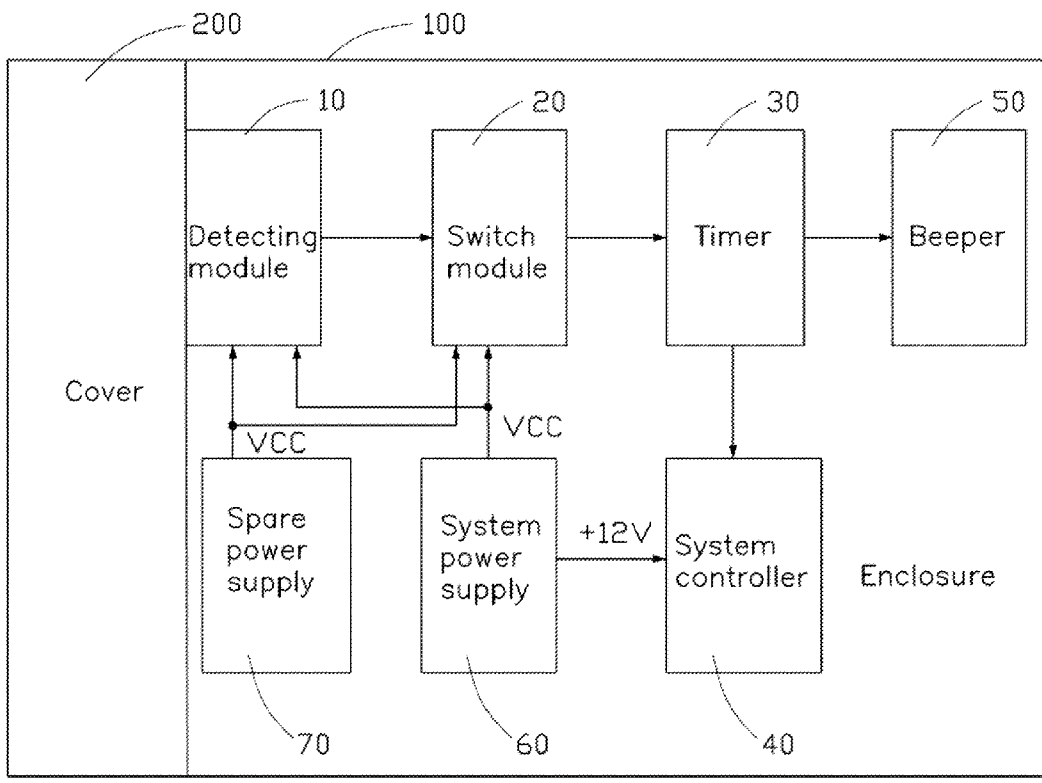 200
100
10
20
30
50
Detecting
module
Switch
module
Timer
Beeper
Cover
VCC
VCC
Spare
power
supply
System
power
supply
+12V
System
controller
Enclosure
70
60
40